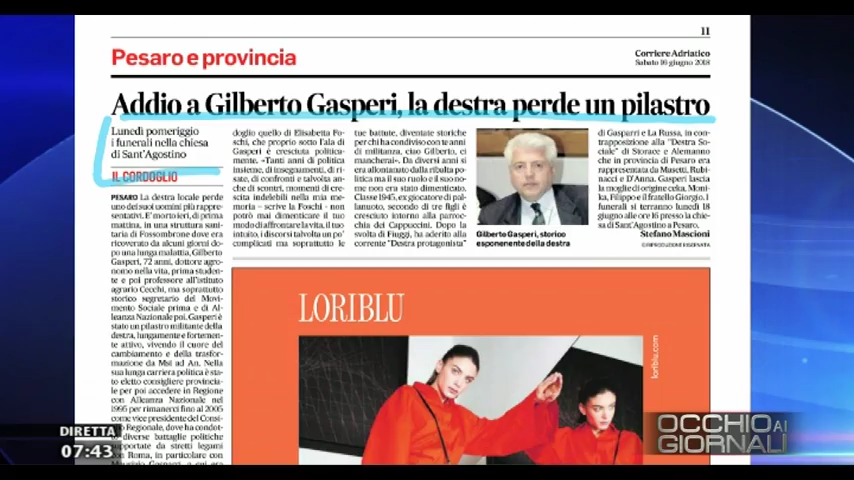 11
Pesaro e provincia
Corriere Adriatico
Sabato 16 giugno 2018
Addio a Gilberto Gasperi, la destra perde un pilastro
Lunedì pomeriggio
i funerali nella chiesa
di Sant'Agostino
IL CORDOGLIO
PESARO La destra locale perde
uno dei suoi uomini più rappre-
sentativi. E' morto ieri, di prima
mattina, in una struttura sanita-
ria di Fossombrone dove era
ricoverato da alcuni giorni do-
po una lunga malattia, Gilberto
Gasperi, 72 anni, dottore agro-
nomo nella vita, prima studen-
te e poi professore all'istituto
agrario Cecchi, ma soprattutto
storico segretario del Movi-
mento Sociale prima e di Al-
leanza Nazionale poi. Gasperi è
stato un pilastro militante della
destra, lungamente e fortemen-
te attivo, vivendo il cuore del
cambiamento e della trasfor-
mazione da Msi ad An. Nella
sua lunga carriera politica è sta-
to eletto consigliere provincia-
le per poi accedere in Regione
con Alleanza Nazionale nel
1995 per rimanerci fino al 2005
come vice presidente del Consi-
glio Regionale, dove ha condot-
to diverse battaglie politiche
supportate da stretti legami
con Roma, in particolare con
doglio quello di Elisabetta Fo-
schi, che proprio sotto l'ala di
Gasperi è cresciuta politica-
mente. «Tanti anni di politica
insieme, di insegnamenti, di ri-
sate, di confronti e talvolta an-
che di scontri, momenti di cre-
scita indelebili nella mia me-
moria – scrive la Foschi - non
potrò mai dimenticare il tuo
modo di affrontare la vita, il tuo
intuito, i discorsi talvolta un po'
complicati ma soprattutto le
tue battute, diventate storiche
per chi ha condiviso con te anni
di militanza, ciao Gilberto, ci
mancherai». Da diversi anni si
era allontanato dalla ribalta po-
litica ma il suo ruolo e il suo no-
me non era stato dimenticato.
Classe 1945, ex giocatore di pal-
lanuoto, secondo di tre figli è
cresciuto intorno alla parroc-
chia dei Cappuccini. Dopo la
svolta di Fiuggi, ha aderito alla
corrente "Destra protagonista"
Gilberto Gasperi, storico
esponente della destra
di Gasparri e La Russa, in con-
trapposizione alla "Destra So-
ciale" di Storace e Alemanno
che in provincia di Pesaro era
rappresentata da Masetti, Rubi-
nacci e D'Anna. Gasperi lascia
la moglie di origine ceka, Moni-
ka, Filippo e il fratello Giorgio. I
funerali si terranno lunedì 18
giugno alle ore 16 presso la chie-
sa di Sant'Agostino a Pesaro.
Stefano Mascioni
© RIPRODUZIONE RISERVATA
LORIBLU
loriblu.com
DIRETTA
07:43
OCCHIO AI
GIORNALI